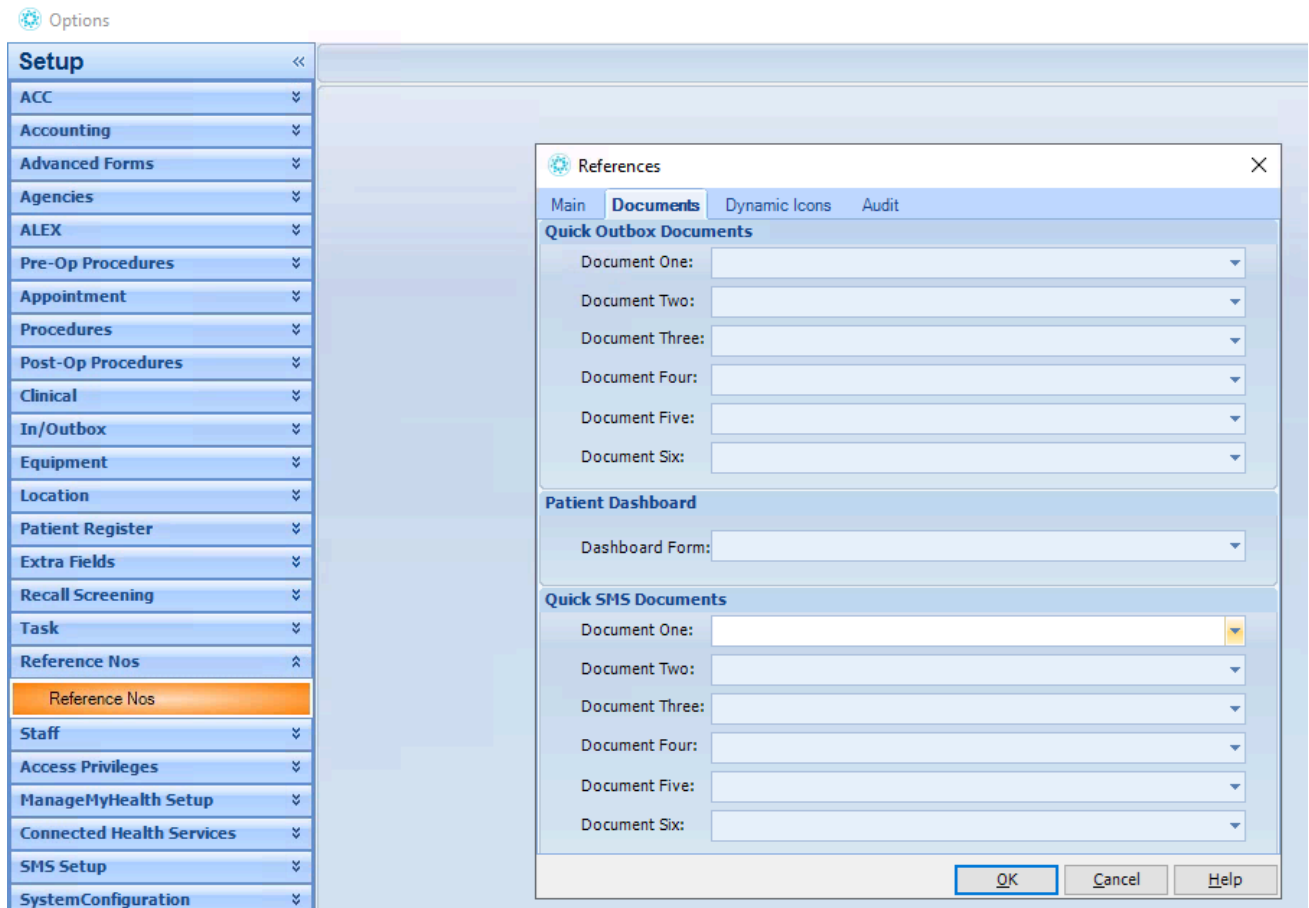 Options
Setup
ACC
Accounting
Advanced Forms
Agencies
ALEX
Pre-Op Procedures
Appointment
Procedures
Post-Op Procedures
Clinical
In/Outbox
Equipment
Location
Patient Register
Extra Fields
Recall Screening
Task
Reference Nos
Reference Nos
Staff
Access Privileges
ManageMyHealth Setup
Connected Health Services
SMS Setup
SystemConfiguration
References
Main Documents Dynamic Icons Audit
Quick Outbox Documents
Document One:
Document Two:
Document Three:
Document Four:
Document Five:
Document Six:
Patient Dashboard
Dashboard Form:
Quick SMS Documents
Document One:
Document Two:
Document Three:
Document Four:
Document Five:
Document Six:
OK Cancel Help